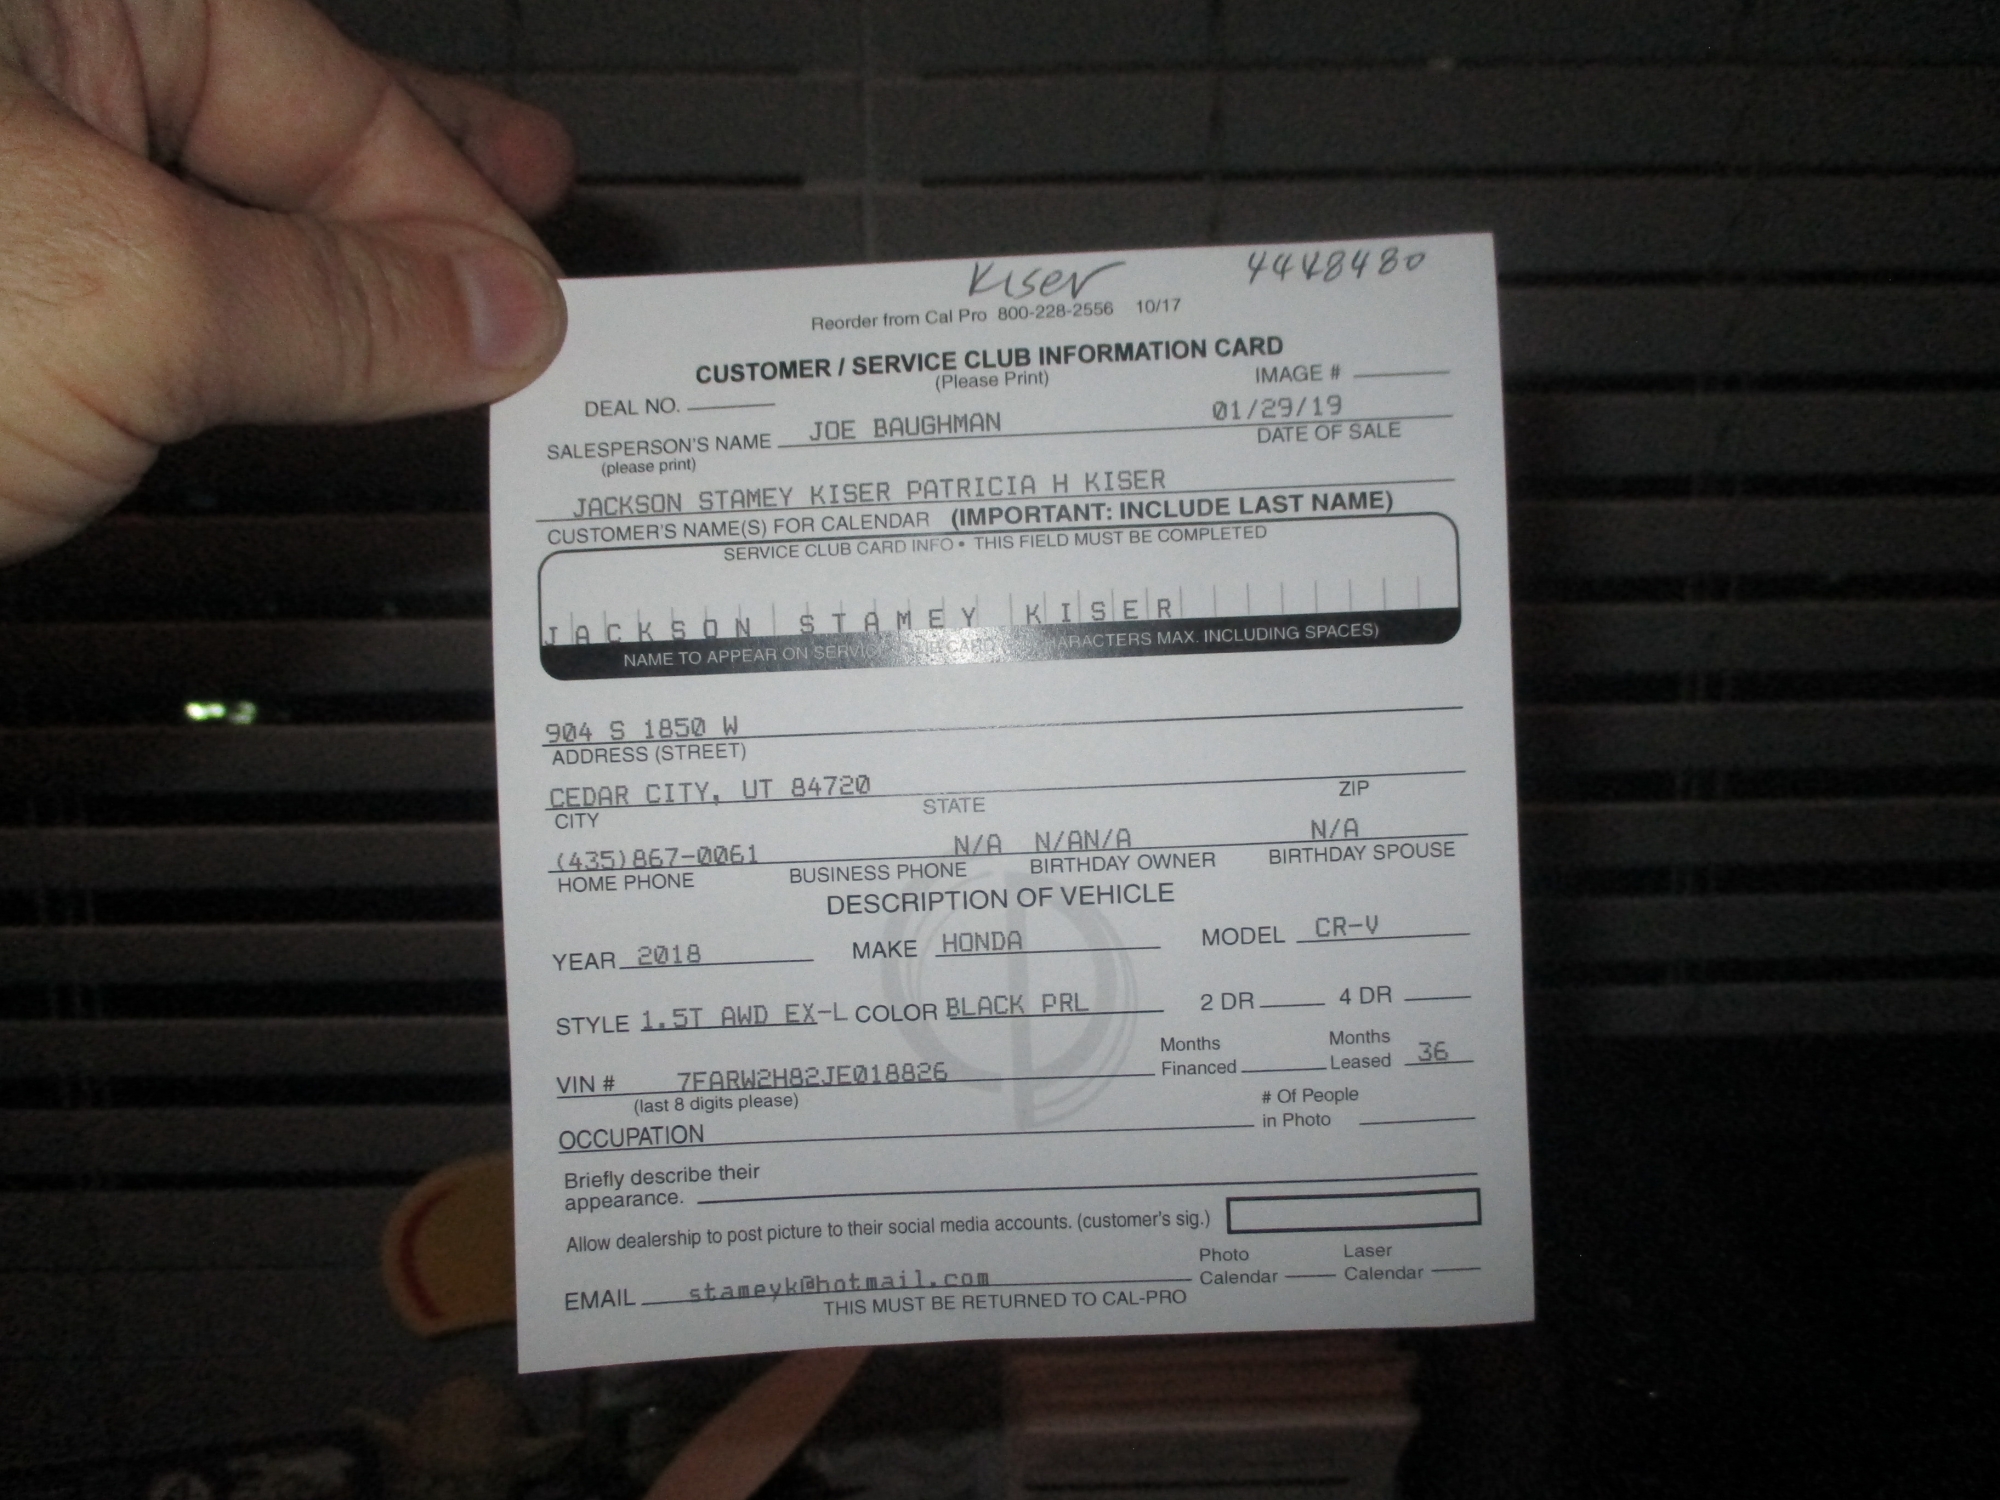 Kiser 4448480
Reorder from Cal Pro 800-228-2556 10/17
CUSTOMER / SERVICE CLUB INFORMATION CARD
(Please Print)
IMAGE #
DEAL NO.
SALESPERSON'S NAME JOE BAUGHMAN 01/29/19
(please print) DATE OF SALE
JACKSON STAMEY KISER PATRICIA H KISER
CUSTOMER'S NAME(S) FOR CALENDAR (IMPORTANT: INCLUDE LAST NAME)
SERVICE CLUB CARD INFO • THIS FIELD MUST BE COMPLETED
JACKSON STAMEY KISER
NAME TO APPEAR ON SERVICE CARD MAX. INCLUDING SPACES)
904 S 1850 W
ADDRESS (STREET)
CEDAR CITY, UT 84720
CITY STATE ZIP
(435)867-0061 N/A N/AN/A N/A
HOME PHONE BUSINESS PHONE BIRTHDAY OWNER BIRTHDAY SPOUSE
DESCRIPTION OF VEHICLE
YEAR 2018 MAKE HONDA MODEL CR-V
STYLE 1.5T AWD EX-L COLOR BLACK PRL 2 DR 4 DR
VIN # 7FARW2H82JE018826 Months Financed Months Leased 36
(last 8 digits please)
OCCUPATION # Of People in Photo
Briefly describe their
appearance.
Allow dealership to post picture to their social media accounts. (customer's sig.)
EMAIL stameyk@hotmail.com Photo Calendar Laser Calendar
THIS MUST BE RETURNED TO CAL-PRO